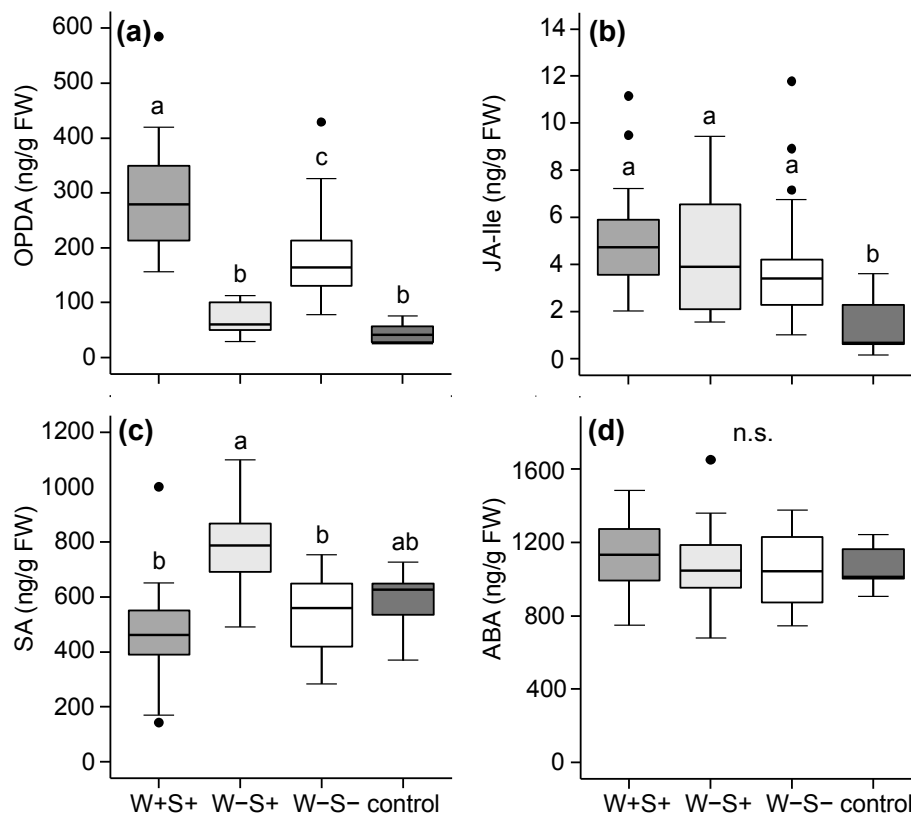 (a)
OPDA (ng/g FW)
600
500
400
300
200
100
0
a
b
c
b
(b)
JA-Ile (ng/g FW)
14
12
10
8
6
4
2
0
a
a
a
b
(c)
SA (ng/g FW)
1200
1000
800
600
400
200
0
b
a
b
ab
W+S+ W−S+ W−S− control
(d)
n.s.
ABA (ng/g FW)
1600
1200
800
400
0
W+S+ W−S+ W−S− control